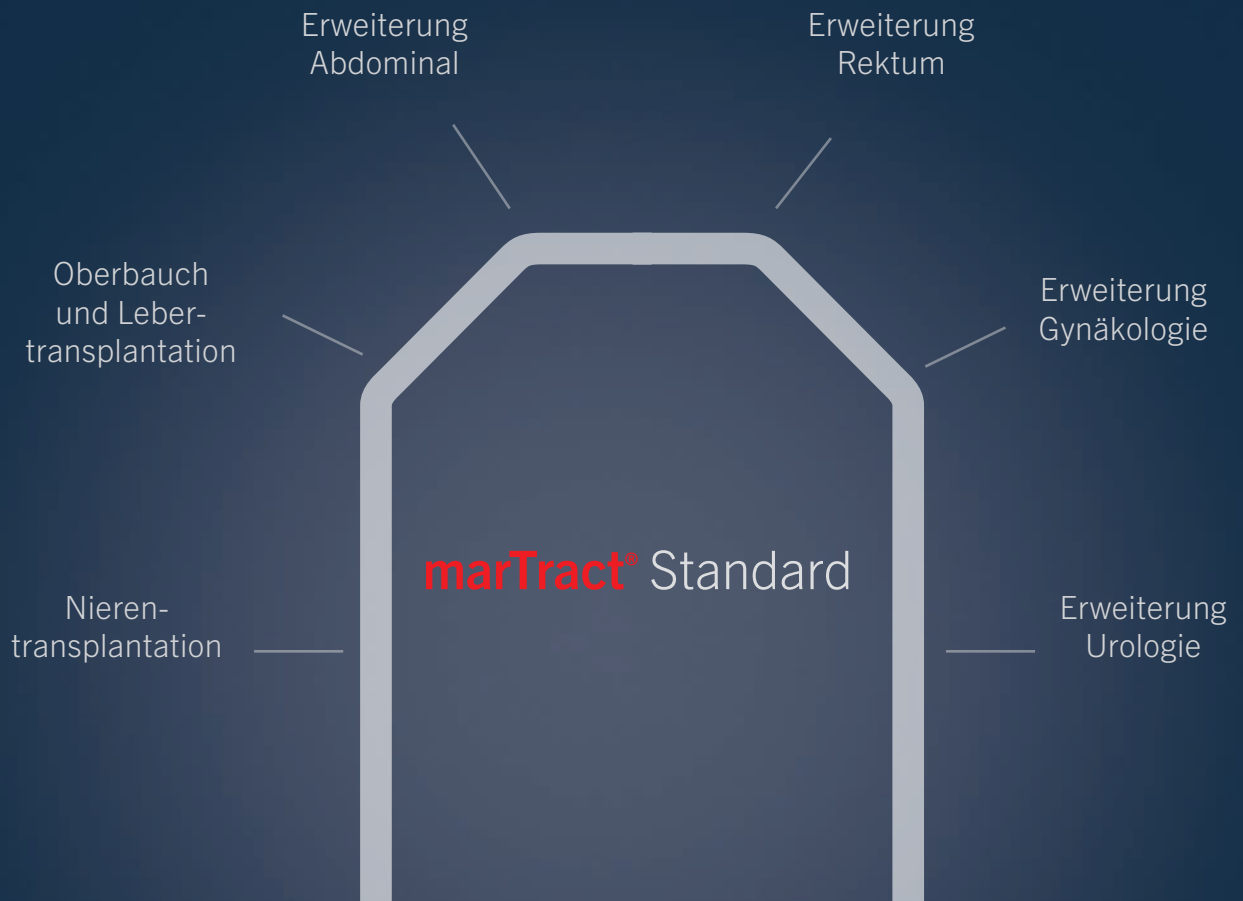 Erweiterung
Abdominal
Erweiterung
Rektum
Oberbauch
und Leber-
transplantation
Erweiterung
Gynäkologie
marTract® Standard
Nieren-
transplantation
Erweiterung
Urologie